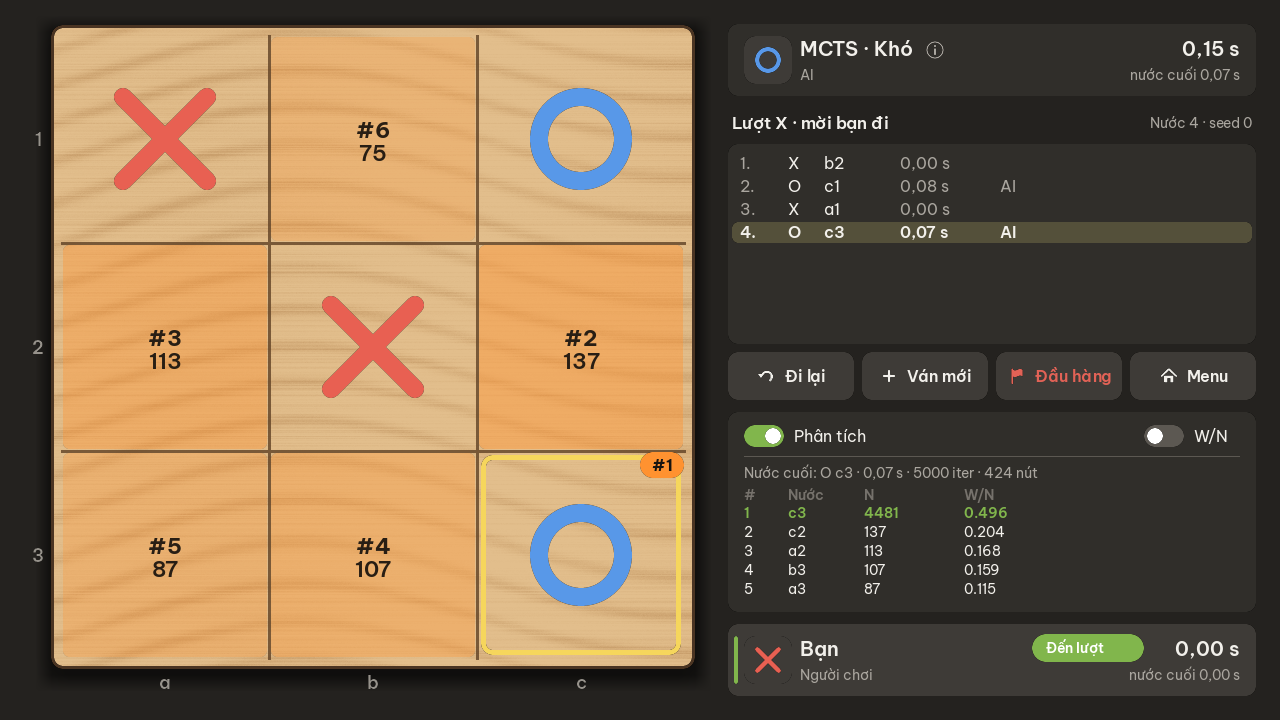 1
#6
75
#3
113
2
#2
137
#1
#5
87
#4
107
3
a
b
c
MCTS · Khó
0,15 s
AI
nước cuối 0,07 s
Lượt X · mời bạn đi
Nước 4 · seed 0
1. X b2 0,00 s
2. O c1 0,08 s AI
3. X a1 0,00 s
4. O c3 0,07 s AI
Đi lại
Ván mới
Đầu hàng
Menu
Phân tích
W/N
Nước cuối: O c3 · 0,07 s · 5000 iter · 424 nút
# Nước N W/N
1 c3 4481 0.496
2 c2 137 0.204
3 a2 113 0.168
4 b3 107 0.159
5 a3 87 0.115
Bạn
Đến lượt
0,00 s
Người chơi
nước cuối 0,00 s